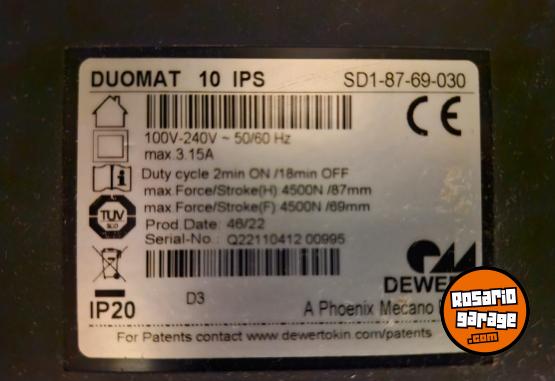 DUOMAT 10 IPS SD1-87-69-030
100V-240V ~ 50/60 Hz
max.3.15A
Duty cycle 2min ON /18min OFF
max.Force/Stroke(H) 4500N /87mm
max.Force/Stroke(F) 4500N /69mm
TÜV
Prod.Date: 46/22
Serial-No.: Q22110412 00995
IP20
D3
A Phoenix Mecano
For Patents contact www.dewertokin.com/patents
Rosario
garage
.com